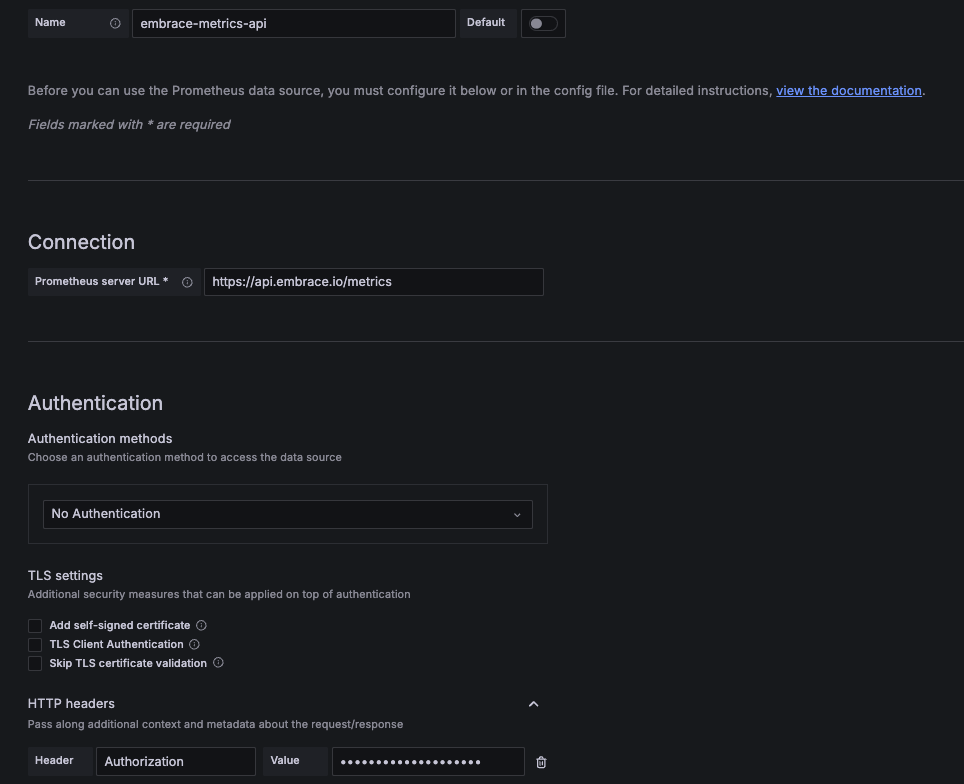 Name embrace-metrics-api Default
Before you can use the Prometheus data source, you must configure it below or in the config file. For detailed instructions, view the documentation.
Fields marked with * are required
Connection
Prometheus server URL * https://api.embrace.io/metrics
Authentication
Authentication methods
Choose an authentication method to access the data source
No Authentication
TLS settings
Additional security measures that can be applied on top of authentication
Add self-signed certificate
TLS Client Authentication
Skip TLS certificate validation
HTTP headers
Pass along additional context and metadata about the request/response
Header Authorization Value •••••••••••••••••••